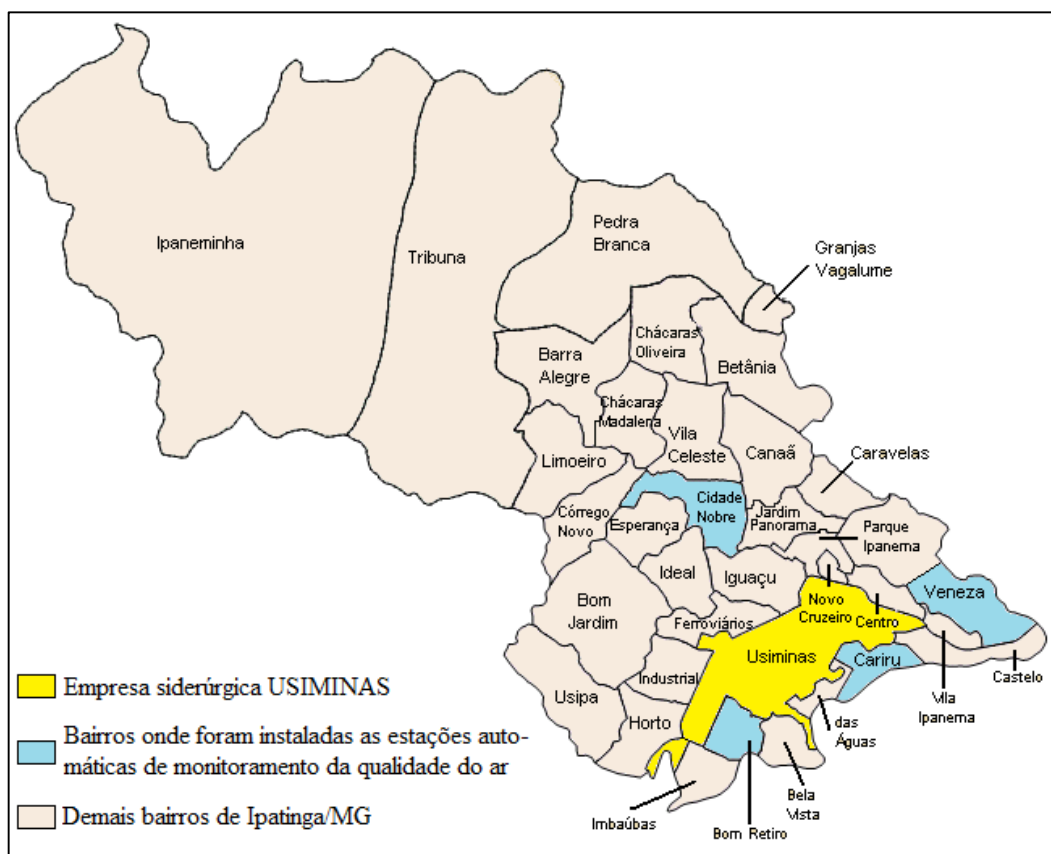 Ipaneminha
Tribuna
Pedra
Branca
Granjas
Vagalume
Chácaras
Oliveira
Barra
Alegre
Betânia
Chácaras
Madalena
Vila
Celeste
Canaã
Limoeiro
Caravelas
Cidade
Nobre
Córrego
Novo
Esperança
Jardim
Panorama
Parque
Ipanema
Ideal
Iguaçu
Veneza
Bom
Jardim
Novo
Cruzeiro
Centro
Ferroviários
Usiminas
Cariru
Industrial
Castelo
Usipa
Horto
Vila
Ipanema
das
Águas
Imbaúbas
Bom Retiro
Bela
Vista
Empresa siderúrgica USIMINAS
Bairros onde foram instaladas as estações auto-
máticas de monitoramento da qualidade do ar
Demais bairros de Ipatinga/MG